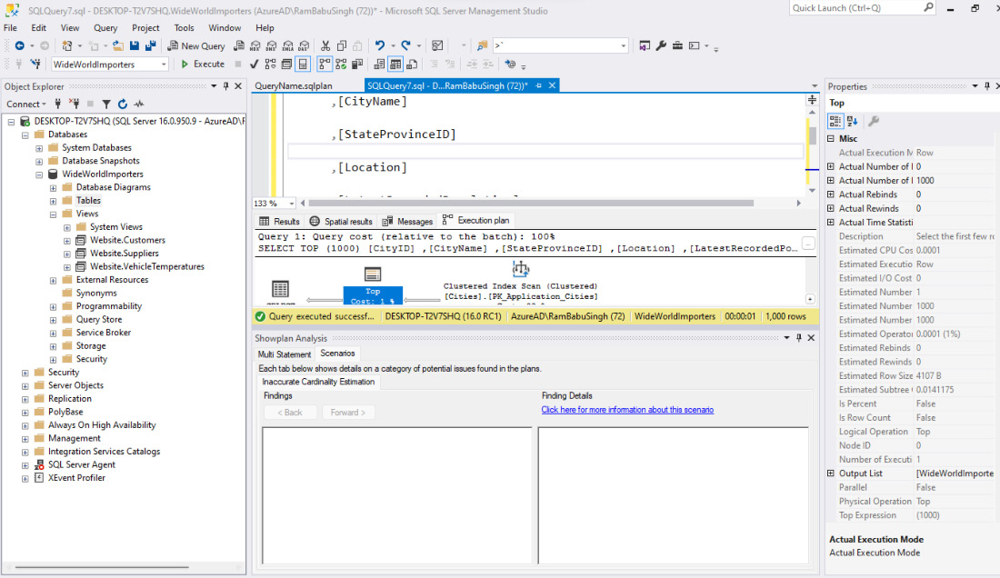 SQLQuery7.sql - DESKTOP-T2V7SHQ.WideWorldImporters (AzureAD\RamBabuSingh (72))* - Microsoft SQL Server Management Studio
Quick Launch (Ctrl+Q)
File Edit View Query Project Tools Window Help
New Query
WideWorldImporters
Execute
Object Explorer
Connect
DESKTOP-T2V7SHQ (SQL Server 16.0.950.9 - AzureAD\F
Databases
System Databases
Database Snapshots
WideWorldImporters
Database Diagrams
Tables
Views
System Views
Website.Customers
Website.Suppliers
Website.VehicleTemperatures
External Resources
Synonyms
Programmability
Query Store
Service Broker
Storage
Security
Security
Server Objects
Replication
PolyBase
Always On High Availability
Management
Integration Services Catalogs
SQL Server Agent
XEvent Profiler
QueryName.sqlplan
SQLQuery7.sql - D...RamBabuSingh (72))*
,[CityName]
,[StateProvinceID]
,[Location]
133 %
Results Spatial results Messages Execution plan
Query 1: Query cost (relative to the batch): 100%
SELECT TOP (1000) [CityID] ,[CityName] ,[StateProvinceID] ,[Location] ,[LatestRecordedPo...
Top
Cost: 1 %
Clustered Index Scan (Clustered)
[Cities].[PK_Application_Cities]
Query executed successf... DESKTOP-T2V7SHQ (16.0 RC1) AzureAD\RamBabuSingh (72) WideWorldImporters 00:00:01 1,000 rows
Showplan Analysis
Multi Statement Scenarios
Each tab below shows details on a category of potential issues found in the plans.
Inaccurate Cardinality Estimation
Findings
< Back Forward >
Finding Details
Click here for more information about this scenario
Properties
Top
Misc
Actual Execution M Row
Actual Number of I 0
Actual Number of I 1000
Actual Rebinds 0
Actual Rewinds 0
Actual Time Statisti
Description Select the first few ro
Estimated CPU Cos 0.0001
Estimated Executio Row
Estimated I/O Cost 0
Estimated Number 1
Estimated Number 1000
Estimated Number 1000
Estimated Operator 0.0001 (1%)
Estimated Rebinds 0
Estimated Rewinds 0
Estimated Row Size 4107 B
Estimated Subtree 0.0141175
Is Percent False
Is Row Count False
Logical Operation Top
Node ID 0
Number of Executi 1
Output List [WideWorldImporte
Parallel False
Physical Operation Top
Top Expression (1000)
Actual Execution Mode
Actual Execution Mode